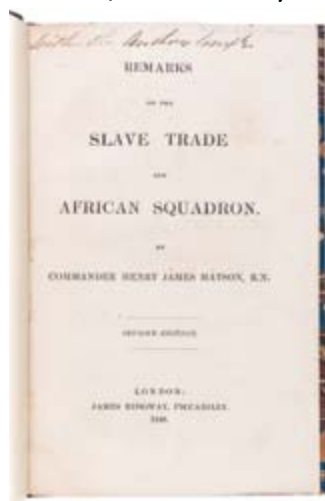 REMARKS
ON THE
SLAVE TRADE
AND
AFRICAN SQUADRON.
BY
COMMANDER HENRY JAMES MATSON, R.N.
SECOND EDITION
LONDON:
JAMES RIDGWAY, PICCADILLY.
1848.